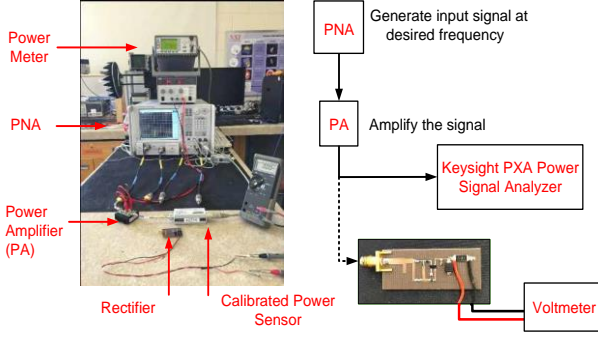 Power
Meter
PNA
Power
Amplifier
(PA)
Rectifier
Calibrated Power
Sensor
PNA
Generate input signal at
desired frequency
PA
Amplify the signal
Keysight PXA Power
Signal Analyzer
Voltmeter